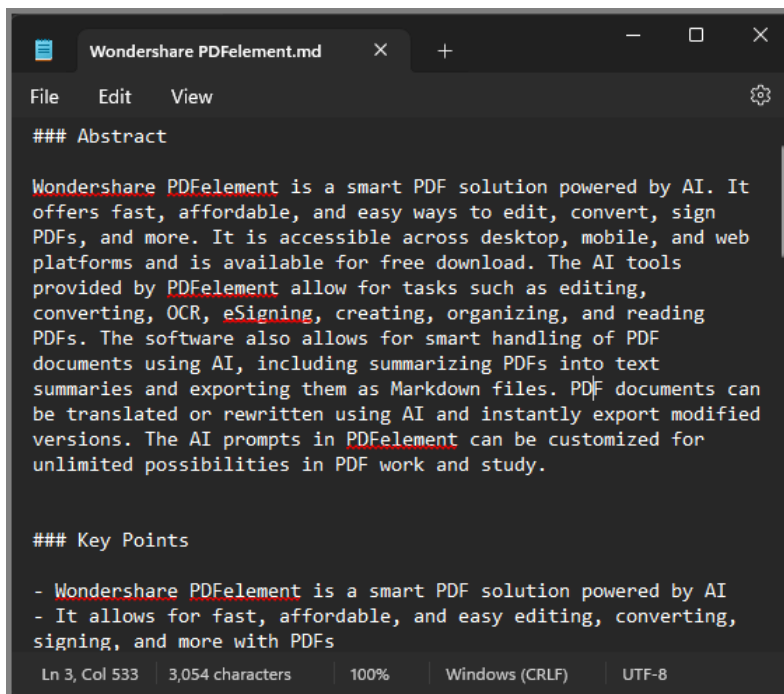 Wondershare PDFelement.md
File Edit View
### Abstract
Wondershare PDFelement is a smart PDF solution powered by AI. It
offers fast, affordable, and easy ways to edit, convert, sign
PDFs, and more. It is accessible across desktop, mobile, and web
platforms and is available for free download. The AI tools
provided by PDFelement allow for tasks such as editing,
converting, OCR, eSigning, creating, organizing, and reading
PDFs. The software also allows for smart handling of PDF
documents using AI, including summarizing PDFs into text
summaries and exporting them as Markdown files. PDF documents can
be translated or rewritten using AI and instantly export modified
versions. The AI prompts in PDFelement can be customized for
unlimited possibilities in PDF work and study.
### Key Points
- Wondershare PDFelement is a smart PDF solution powered by AI
- It allows for fast, affordable, and easy editing, converting,
signing, and more with PDFs
Ln 3, Col 533 3,054 characters 100% Windows (CRLF) UTF-8